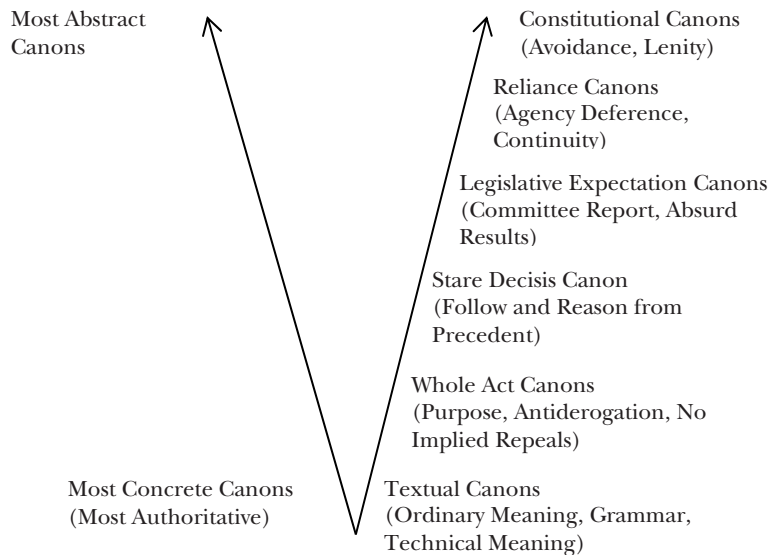 Most Abstract
Canons
Constitutional Canons
(Avoidance, Lenity)
Reliance Canons
(Agency Deference,
Continuity)
Legislative Expectation Canons
(Committee Report, Absurd
Results)
Stare Decisis Canon
(Follow and Reason from
Precedent)
Whole Act Canons
(Purpose, Antiderogation, No
Implied Repeals)
Most Concrete Canons
(Most Authoritative)
Textual Canons
(Ordinary Meaning, Grammar,
Technical Meaning)